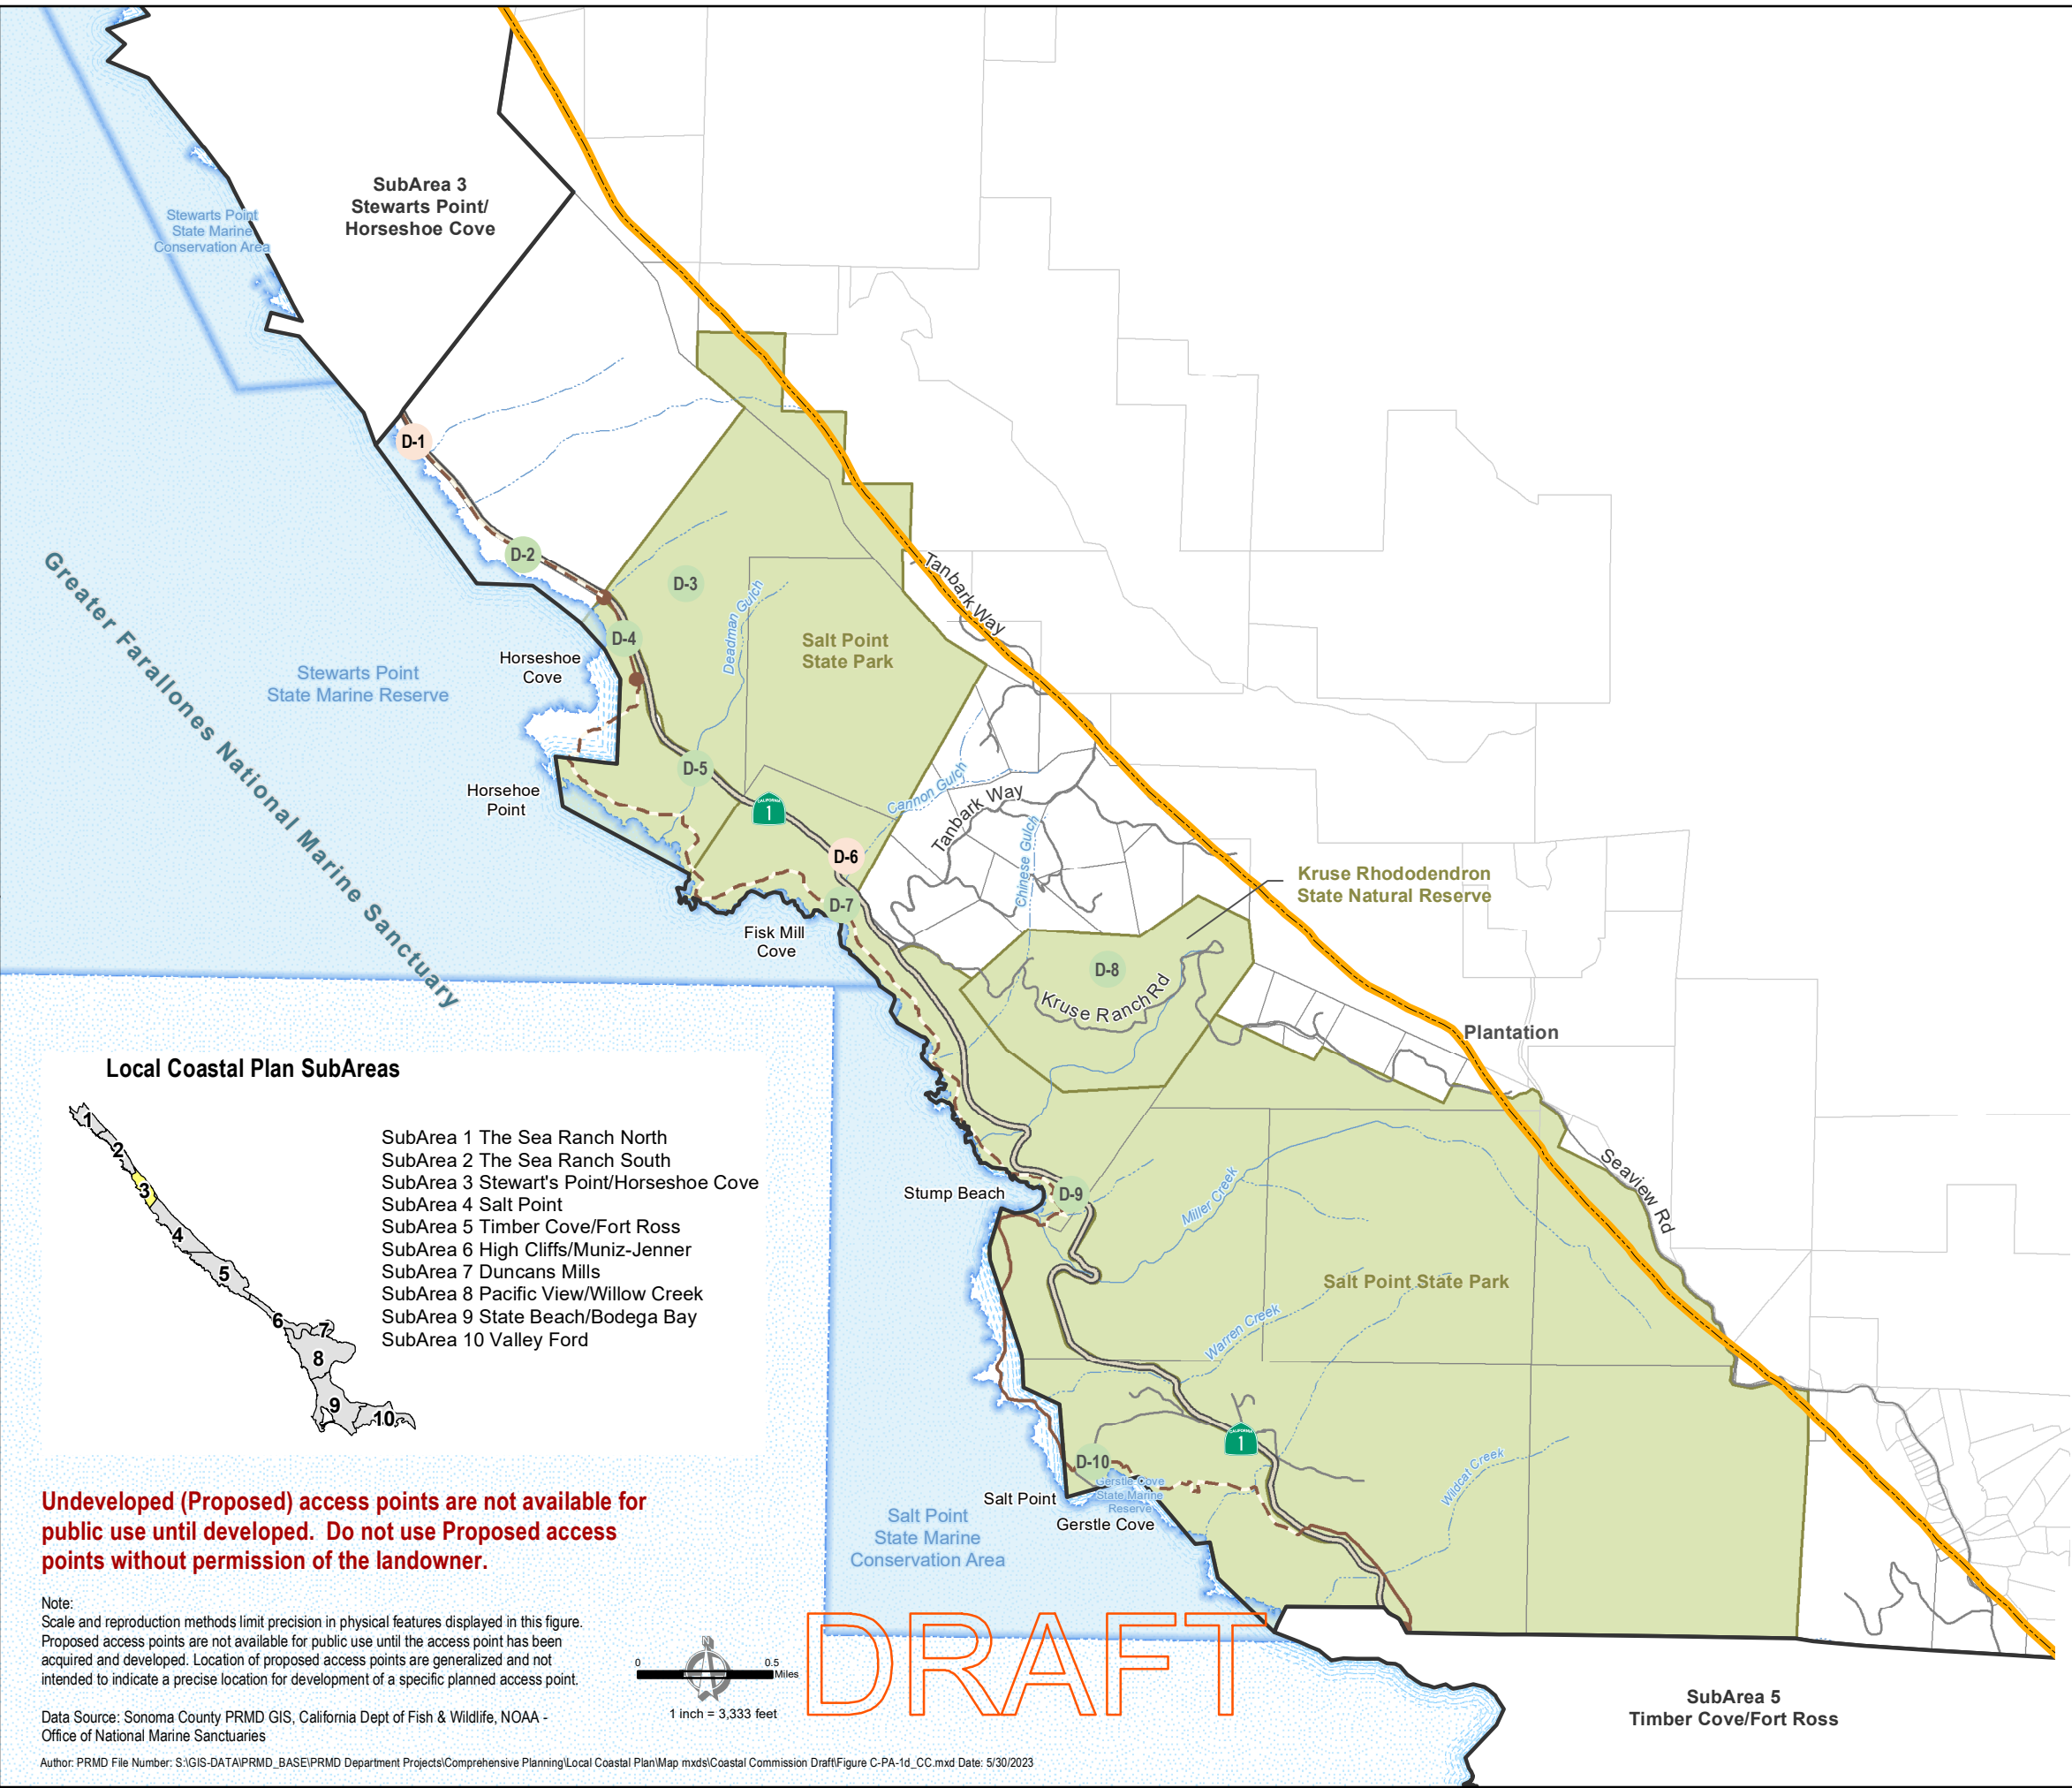 SubArea 3
Stewarts Point/
Horseshoe Cove
Stewarts Point
State Marine
Conservation Area
D-1
D-2
D-3
D-4
Horseshoe
Cove
Deadman Gulch
Salt Point
State Park
Tanbark Way
Stewarts Point
State Marine Reserve
Greater Farallones National Marine Sanctuary
D-5
Horsehoe
Point
CALIFORNIA
1
Cannon Gulch
Tanbark Way
Chinese Gulch
D-6
D-7
Fisk Mill
Cove
Kruse Rhododendron
State Natural Reserve
D-8
Kruse Ranch Rd
Plantation
Seaview Rd
Stump Beach
D-9
Miller Creek
Salt Point State Park
Warren Creek
CALIFORNIA
1
Wildcat Creek
D-10
Gerstle Cove
State Marine
Reserve
Salt Point
Gerstle Cove
Salt Point
State Marine
Conservation Area
SubArea 5
Timber Cove/Fort Ross
Local Coastal Plan SubAreas
1
2
3
4
5
6
7
8
9
10
SubArea 1 The Sea Ranch North
SubArea 2 The Sea Ranch South
SubArea 3 Stewart's Point/Horseshoe Cove
SubArea 4 Salt Point
SubArea 5 Timber Cove/Fort Ross
SubArea 6 High Cliffs/Muniz-Jenner
SubArea 7 Duncans Mills
SubArea 8 Pacific View/Willow Creek
SubArea 9 State Beach/Bodega Bay
SubArea 10 Valley Ford
Undeveloped (Proposed) access points are not available for
public use until developed. Do not use Proposed access
points without permission of the landowner.
Note:
Scale and reproduction methods limit precision in physical features displayed in this figure.
Proposed access points are not available for public use until the access point has been
acquired and developed. Location of proposed access points are generalized and not
intended to indicate a precise location for development of a specific planned access point.
Data Source: Sonoma County PRMD GIS, California Dept of Fish & Wildlife, NOAA -
Office of National Marine Sanctuaries
Author: PRMD File Number: S:\GIS-DATA\PRMD_BASE\PRMD Department Projects\Comprehensive Planning\Local Coastal Plan\Map mxds\Coastal Commission Draft\Figure C-PA-1d_CC.mxd Date: 5/30/2023
N
0 0.5
Miles
1 inch = 3,333 feet
DRAFT